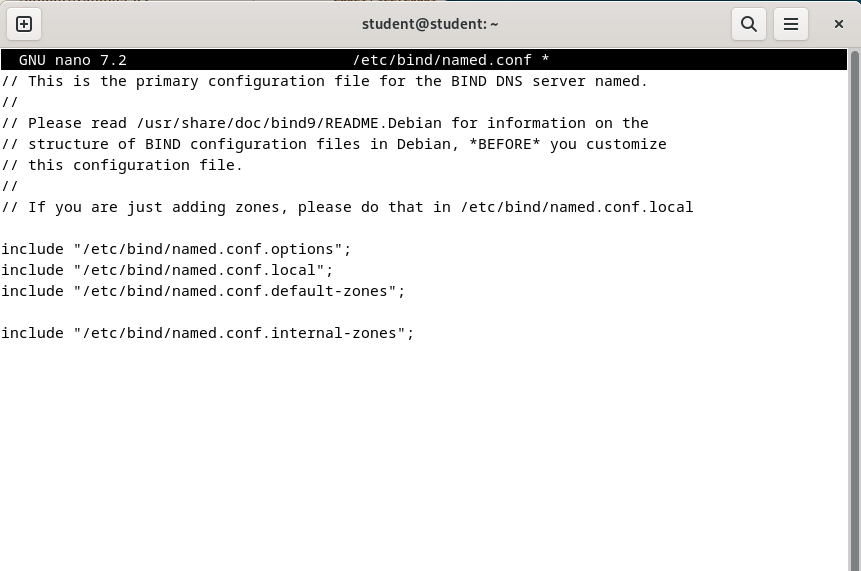 student@student: ~
GNU nano 7.2 /etc/bind/named.conf *
// This is the primary configuration file for the BIND DNS server named.
//
// Please read /usr/share/doc/bind9/README.Debian for information on the
// structure of BIND configuration files in Debian, *BEFORE* you customize
// this configuration file.
//
// If you are just adding zones, please do that in /etc/bind/named.conf.local
include "/etc/bind/named.conf.options";
include "/etc/bind/named.conf.local";
include "/etc/bind/named.conf.default-zones";
include "/etc/bind/named.conf.internal-zones";